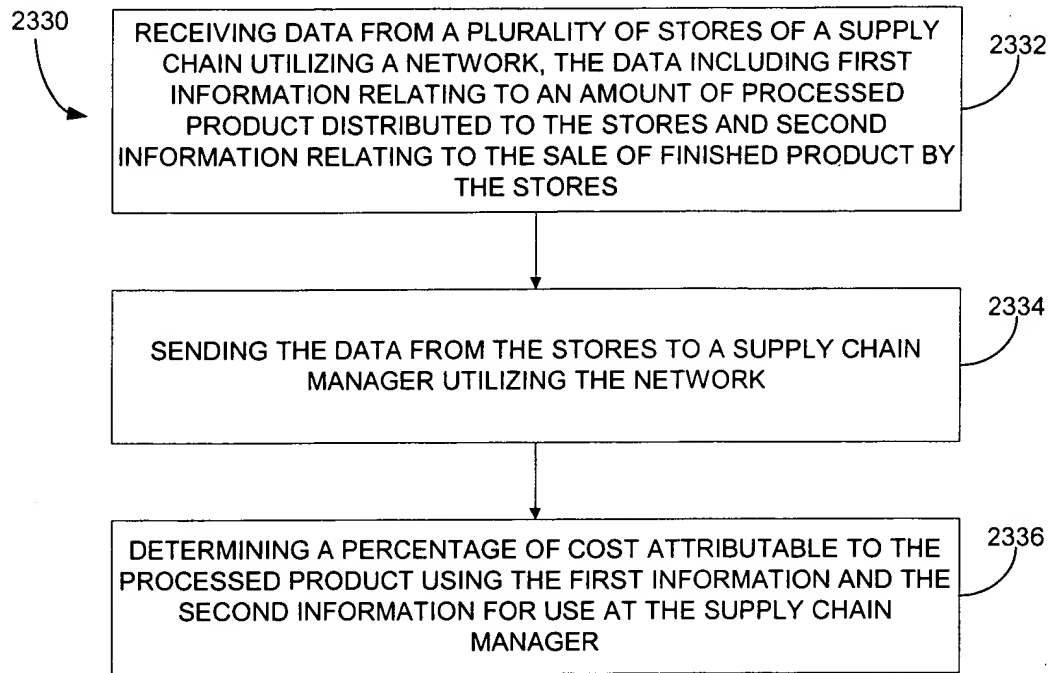 2330
RECEIVING DATA FROM A PLURALITY OF STORES OF A SUPPLY
CHAIN UTILIZING A NETWORK, THE DATA INCLUDING FIRST
INFORMATION RELATING TO AN AMOUNT OF PROCESSED
PRODUCT DISTRIBUTED TO THE STORES AND SECOND
INFORMATION RELATING TO THE SALE OF FINISHED PRODUCT BY
THE STORES
2332
SENDING THE DATA FROM THE STORES TO A SUPPLY CHAIN
MANAGER UTILIZING THE NETWORK
2334
DETERMINING A PERCENTAGE OF COST ATTRIBUTABLE TO THE
PROCESSED PRODUCT USING THE FIRST INFORMATION AND THE
SECOND INFORMATION FOR USE AT THE SUPPLY CHAIN
MANAGER
2336